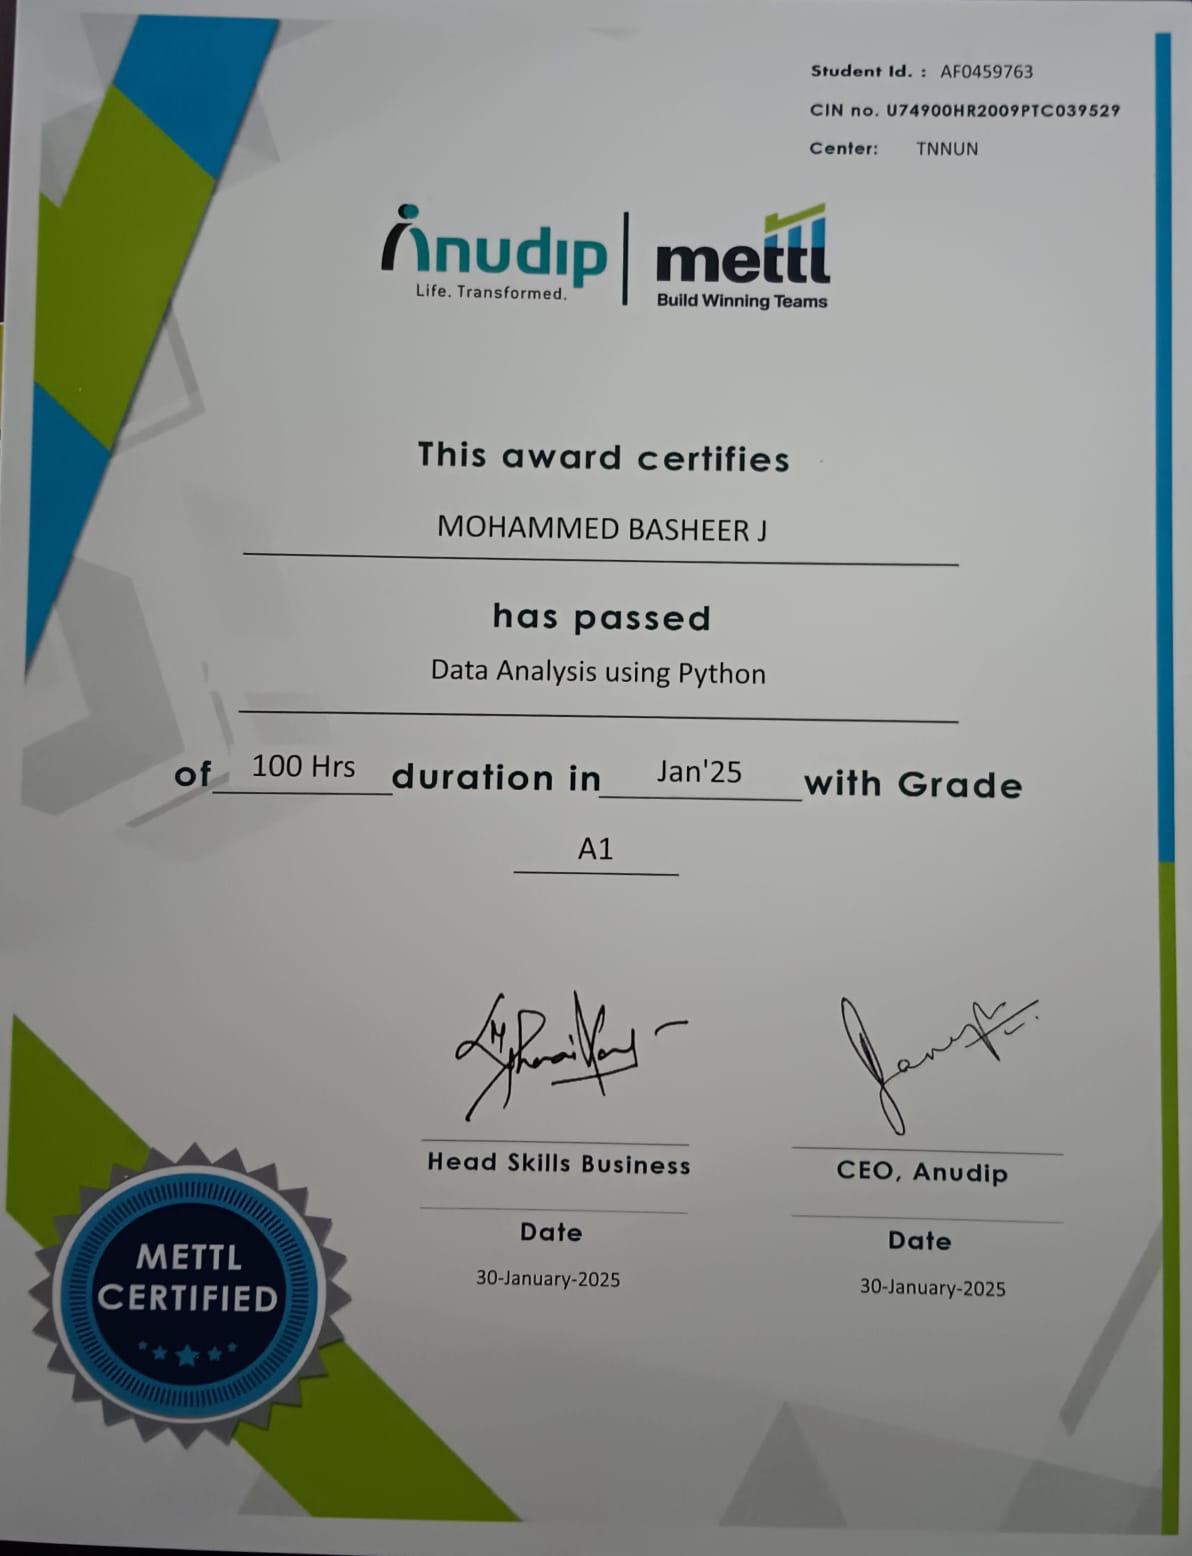 Student Id. : AF0459763
CIN no. U74900HR2009PTC039529
Center: TNNUN
Anudip
Life. Transformed.
mettl
Build Winning Teams
This award certifies
MOHAMMED BASHEER J
has passed
Data Analysis using Python
of 100 Hrs duration in Jan'25 with Grade
A1
Head Skills Business
CEO, Anudip
Date
Date
30-January-2025
30-January-2025
METTL
CERTIFIED